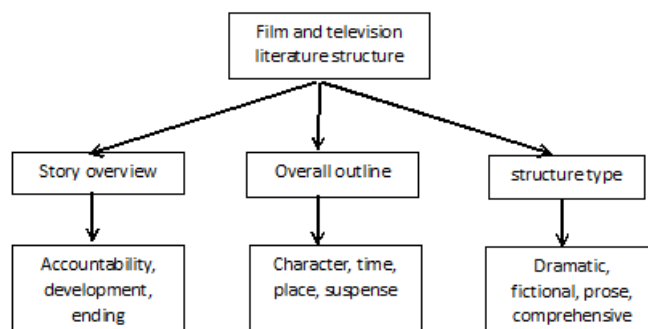 Film and television
literature structure
Story overview
Overall outline
structure type
Accountability,
development,
ending
Character, time,
place, suspense
Dramatic,
fictional, prose,
comprehensive